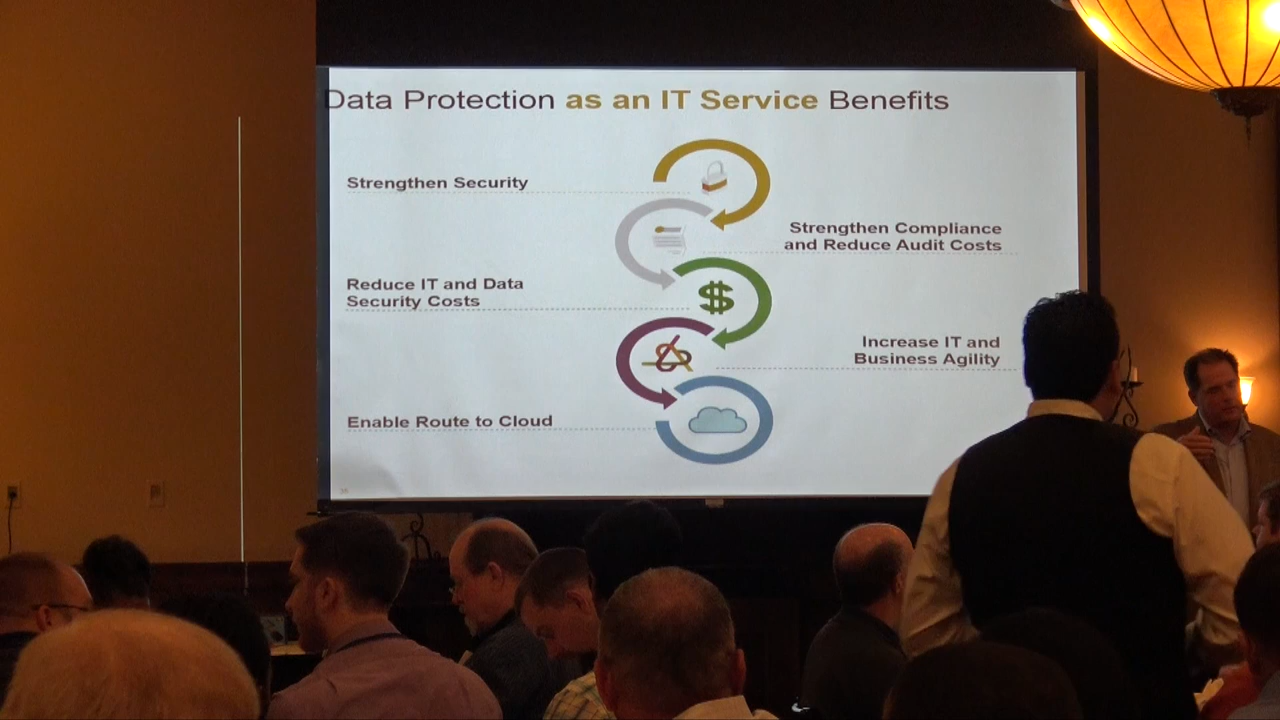 Data Protection as an IT Service Benefits
Strengthen Security
Strengthen Compliance
and Reduce Audit Costs
Reduce IT and Data
Security Costs
Increase IT and
Business Agility
Enable Route to Cloud